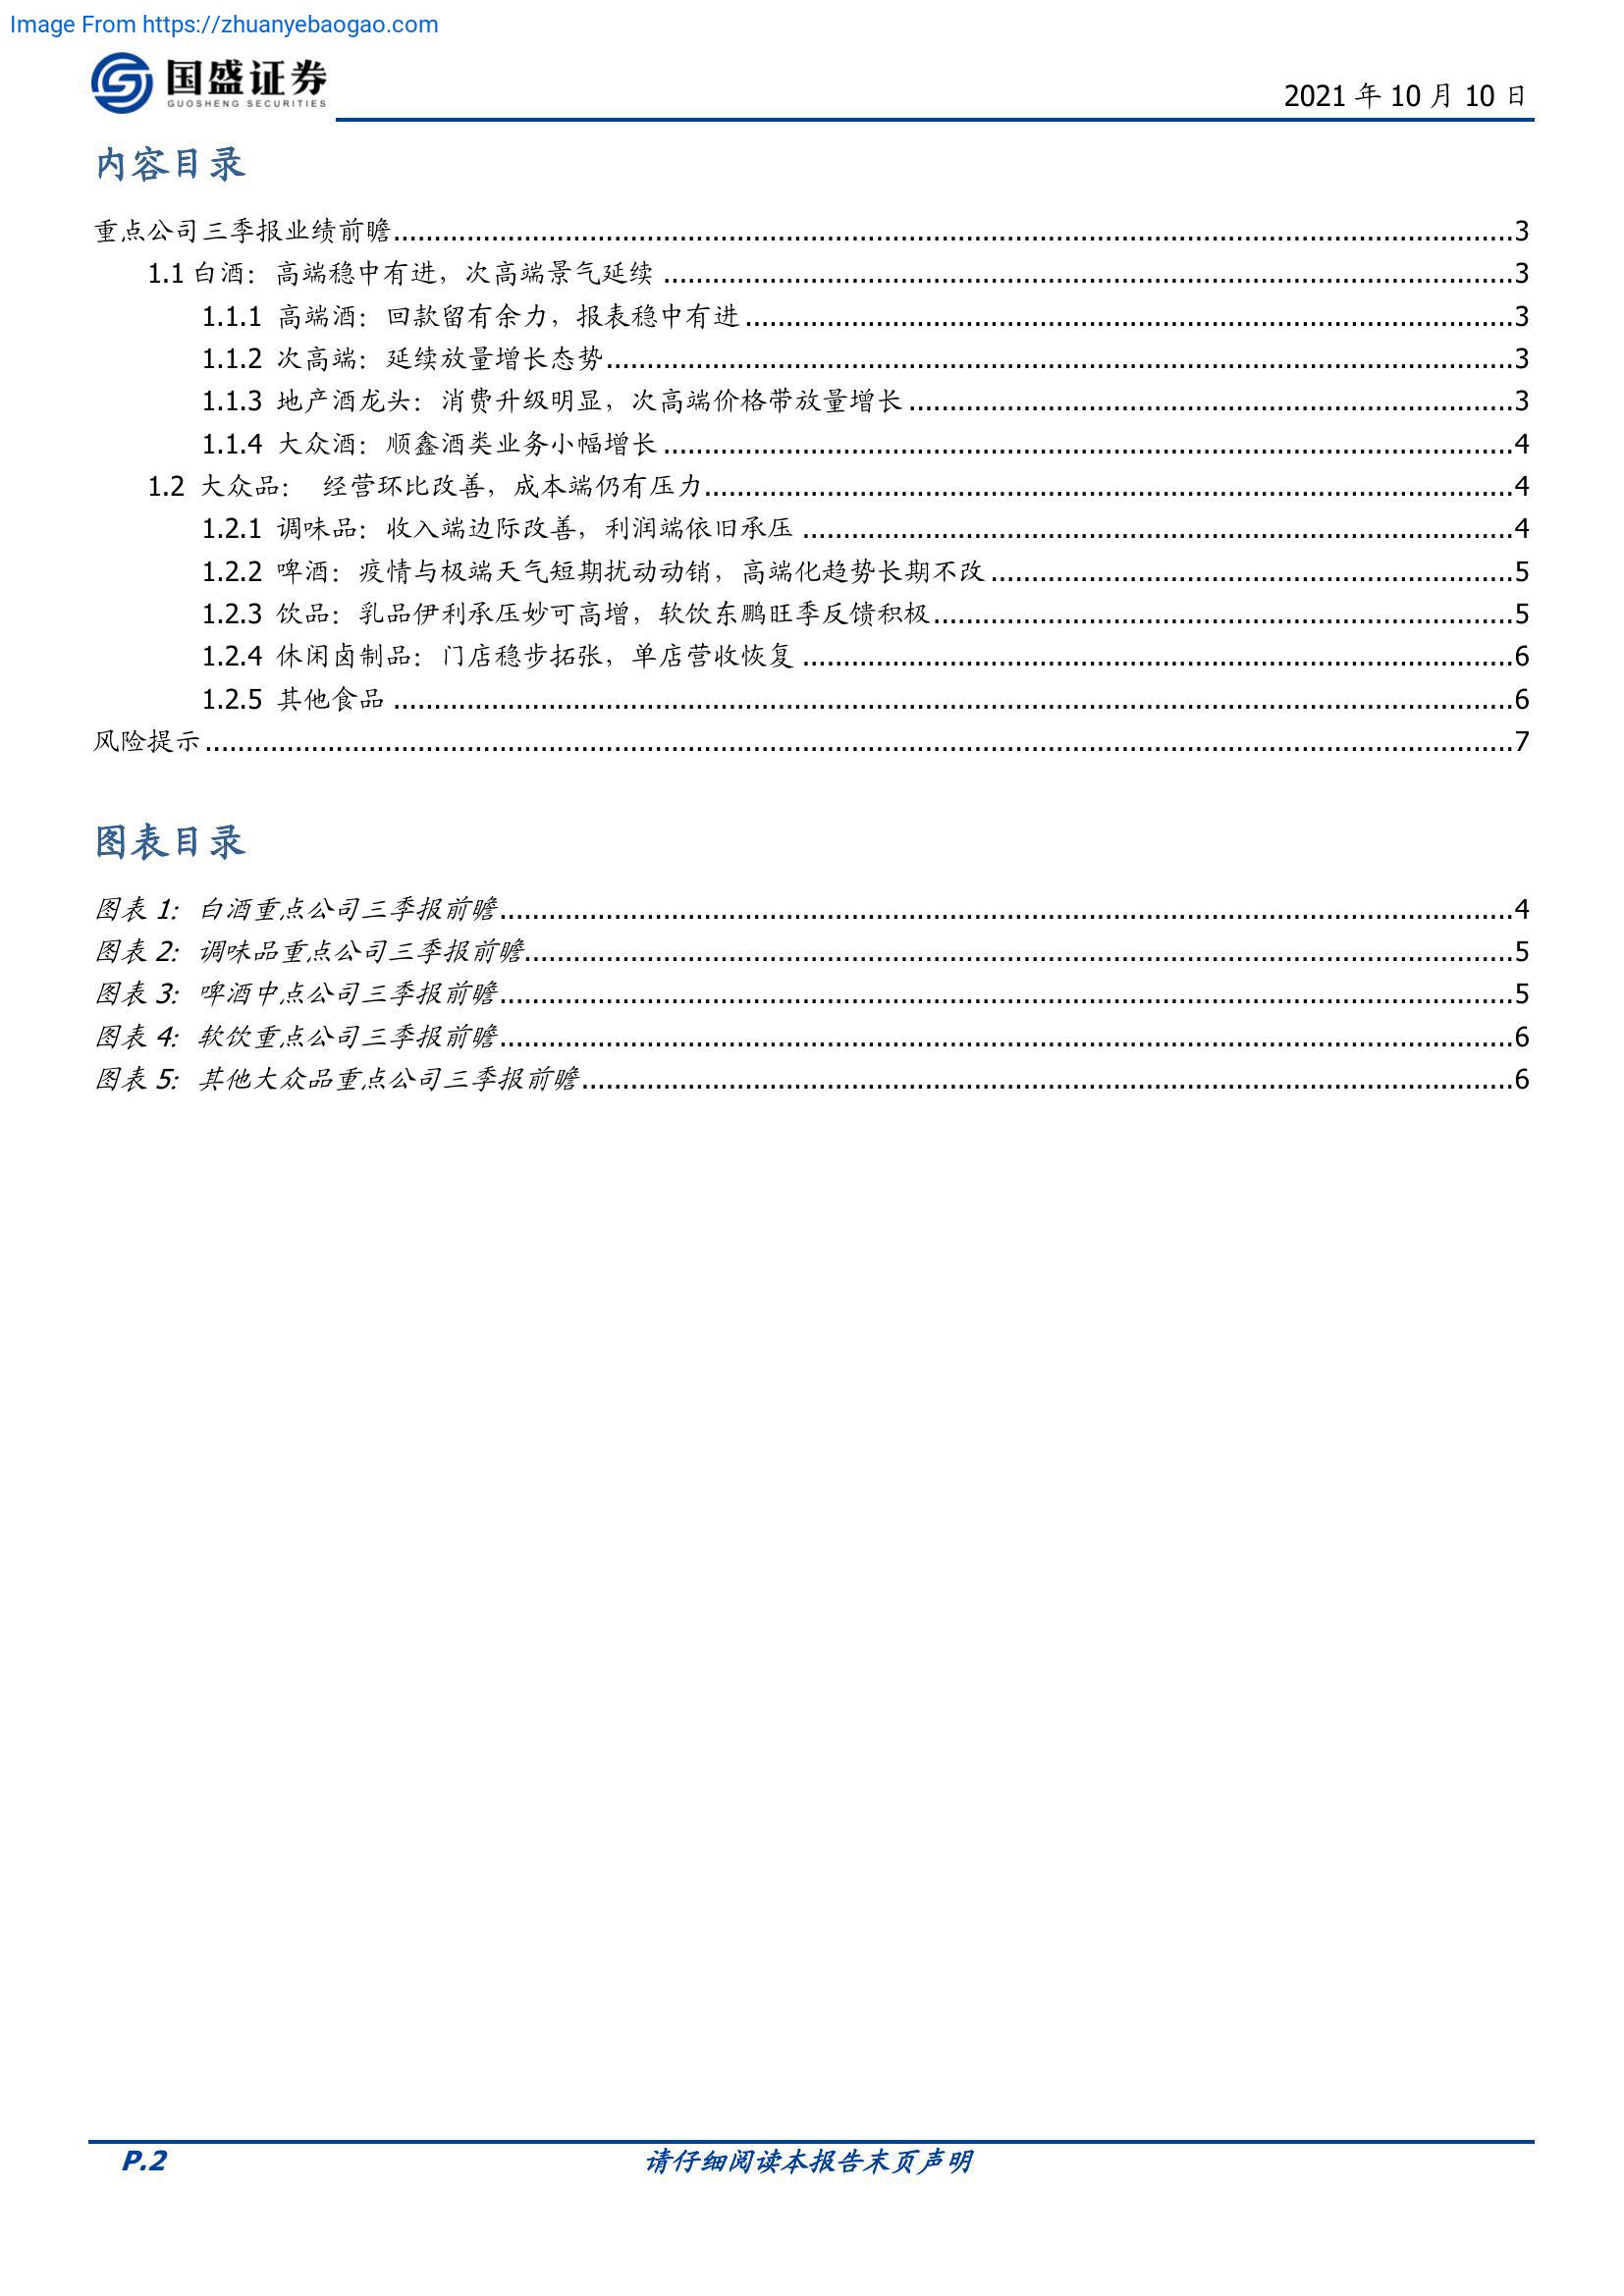 Image From https://zhuanyebaogao.com
国盛证券
GUOSHENG SECURITIES
2021 年 10 月 10 日
内容目录
重点公司三季报业绩前瞻........3
1.1 白酒：高端稳中有进，次高端景气延续........3
1.1.1 高端酒：回款留有余力，报表稳中有进........3
1.1.2 次高端：延续放量增长态势........3
1.1.3 地产酒龙头：消费升级明显，次高端价格带放量增长........3
1.1.4 大众酒：顺鑫酒类业务小幅增长........4
1.2 大众品： 经营环比改善，成本端仍有压力........4
1.2.1 调味品：收入端边际改善，利润端依旧承压........4
1.2.2 啤酒：疫情与极端天气短期扰动动销，高端化趋势长期不改........5
1.2.3 饮品：乳品伊利承压妙可高增，软饮东鹏旺季反馈积极........5
1.2.4 休闲卤制品：门店稳步拓张，单店营收恢复........6
1.2.5 其他食品........6
风险提示........7
图表目录
图表 1: 白酒重点公司三季报前瞻........4
图表 2: 调味品重点公司三季报前瞻........5
图表 3: 啤酒中点公司三季报前瞻........5
图表 4: 软饮重点公司三季报前瞻........6
图表 5: 其他大众品重点公司三季报前瞻........6
P.2
请仔细阅读本报告末页声明